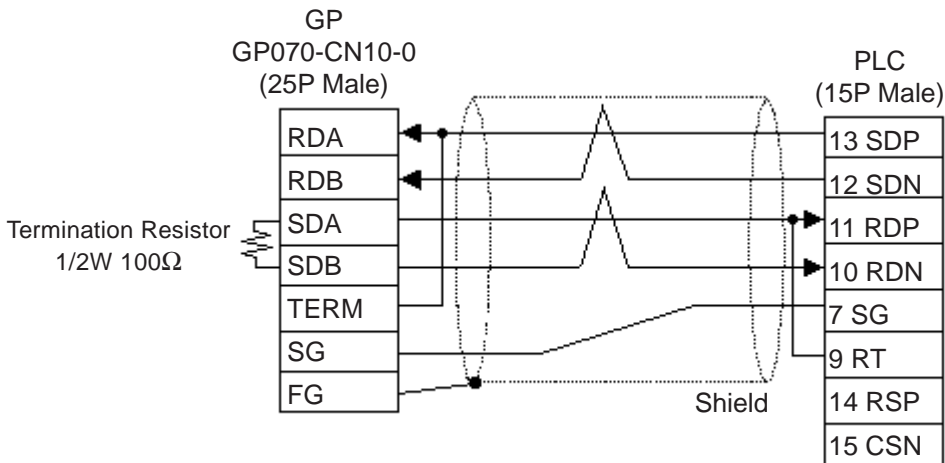 GP
GP070-CN10-0
(25P Male)
PLC
(15P Male)
RDA
RDB
SDA
SDB
TERM
SG
FG
Termination Resistor
1/2W 100Ω
Shield
13 SDP
12 SDN
11 RDP
10 RDN
7 SG
9 RT
14 RSP
15 CSN